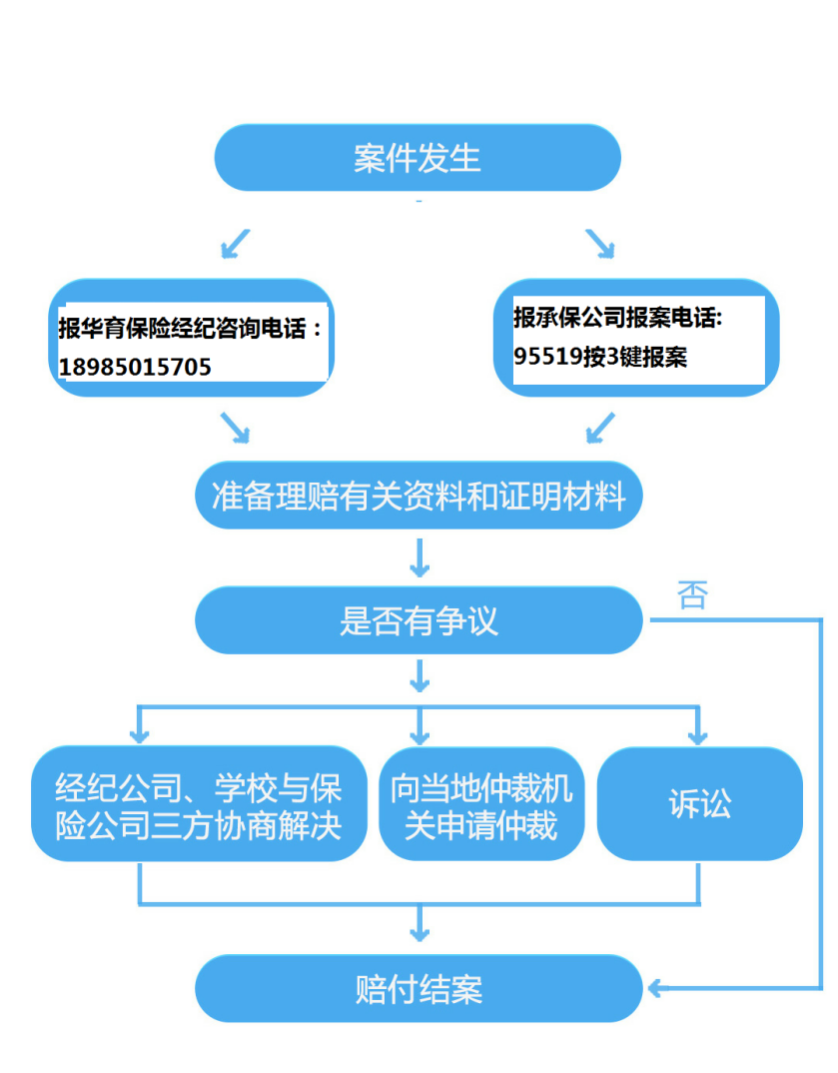 案件发生
报华育保险经纪咨询电话：
18985015705
报承保公司报案电话:
95519按3键报案
准备理赔有关资料和证明材料
是否有争议
否
经纪公司、学校与保
险公司三方协商解决
向当地仲裁机
关申请仲裁
诉讼
赔付结案